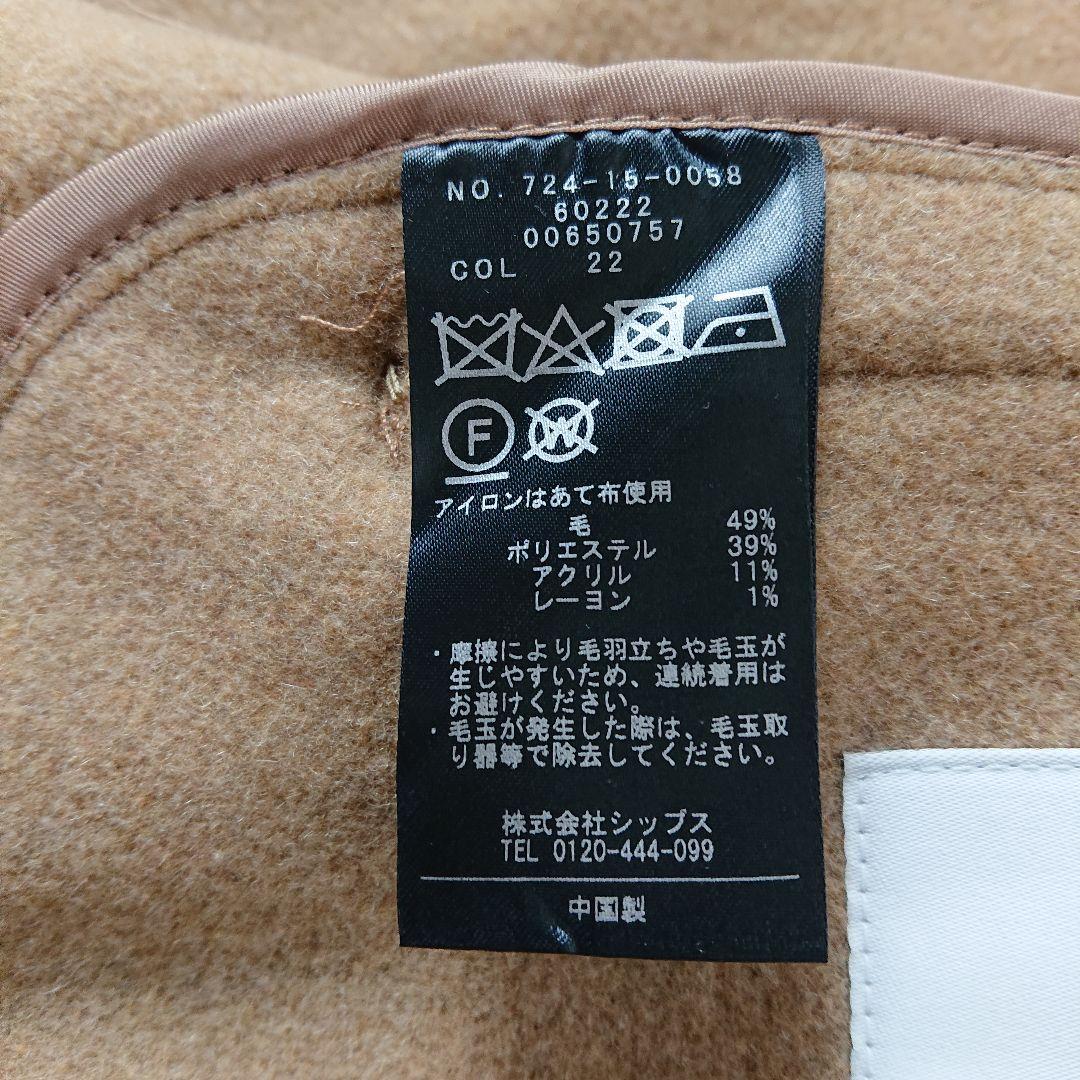 NO. 724-15-0058
60222
00650757
COL 22
F W
アイロンはあて布使用
毛 49%
ポリエステル 39%
アクリル 11%
レーヨン 1%
・摩擦により毛羽立ちや毛玉が
生じやすいため、連続着用は
お避けください。
・毛玉が発生した際は、毛玉取
り器等で除去してください。
株式会社シップス
TEL 0120-444-099
中国製